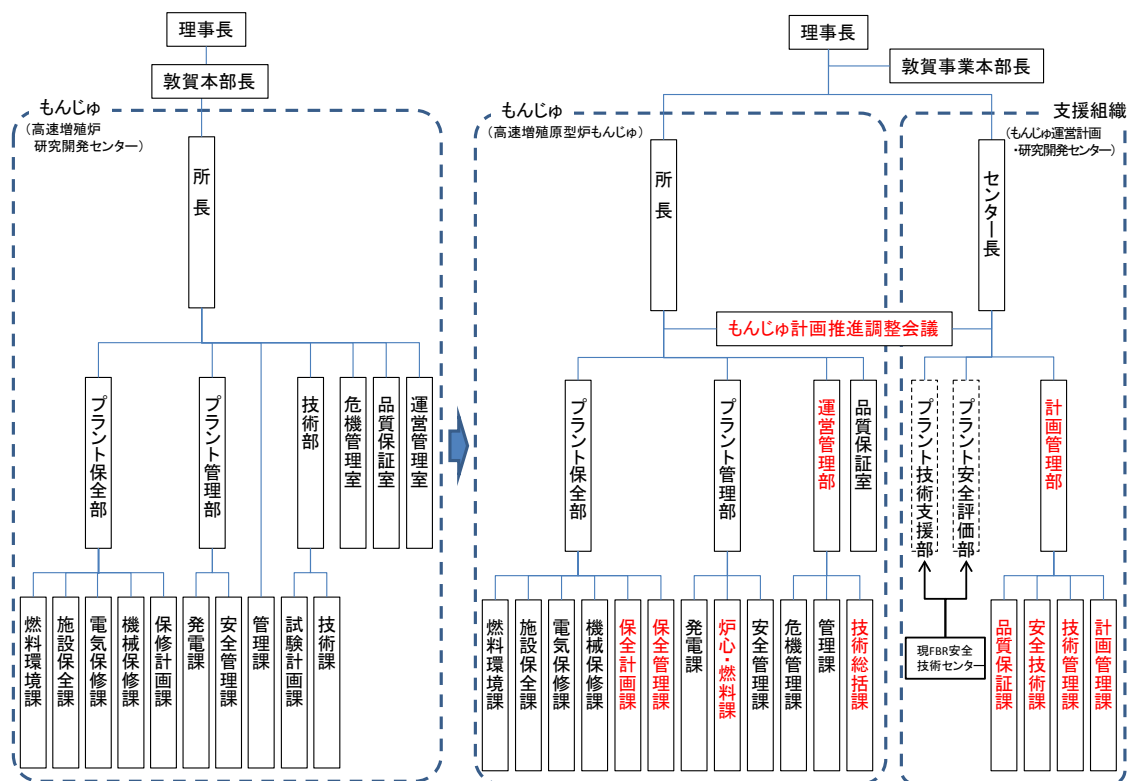 理事長
敦賀本部長
もんじゅ
(高速増殖炉
研究開発センター)
所長
プラント保全部
プラント管理部
技術部
危機管理室
品質保証室
運営管理室
燃料環境課
施設保全課
電気保修課
機械保修課
保修計画課
発電課
安全管理課
管理課
試験計画課
技術課
理事長
敦賀事業本部長
もんじゅ
(高速増殖原型炉もんじゅ)
支援組織
(もんじゅ運営計画
・研究開発センター)
所長
センター長
もんじゅ計画推進調整会議
プラント保全部
プラント管理部
運営管理部
品質保証室
プラント技術支援部
プラント安全評価部
計画管理部
燃料環境課
施設保全課
電気保修課
機械保修課
保全計画課
保全管理課
発電課
炉心・燃料課
安全管理課
危機管理課
管理課
技術総括課
現FBR安全
技術センター
品質保証課
安全技術課
技術管理課
計画管理課